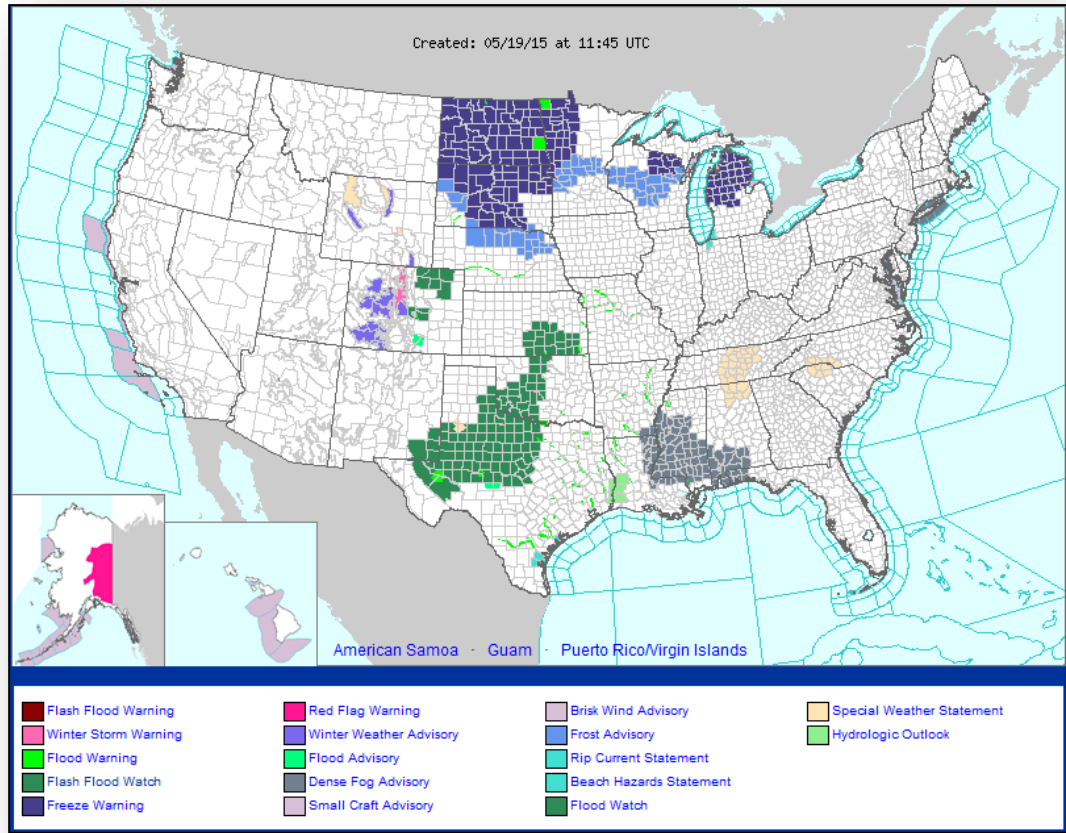 Created: 05/19/15 at 11:45 UTC
American Samoa · Guam · Puerto Rico/Virgin Islands
Flash Flood Warning
Winter Storm Warning
Flood Warning
Flash Flood Watch
Freeze Warning
Red Flag Warning
Winter Weather Advisory
Flood Advisory
Dense Fog Advisory
Small Craft Advisory
Brisk Wind Advisory
Frost Advisory
Rip Current Statement
Beach Hazards Statement
Flood Watch
Special Weather Statement
Hydrologic Outlook